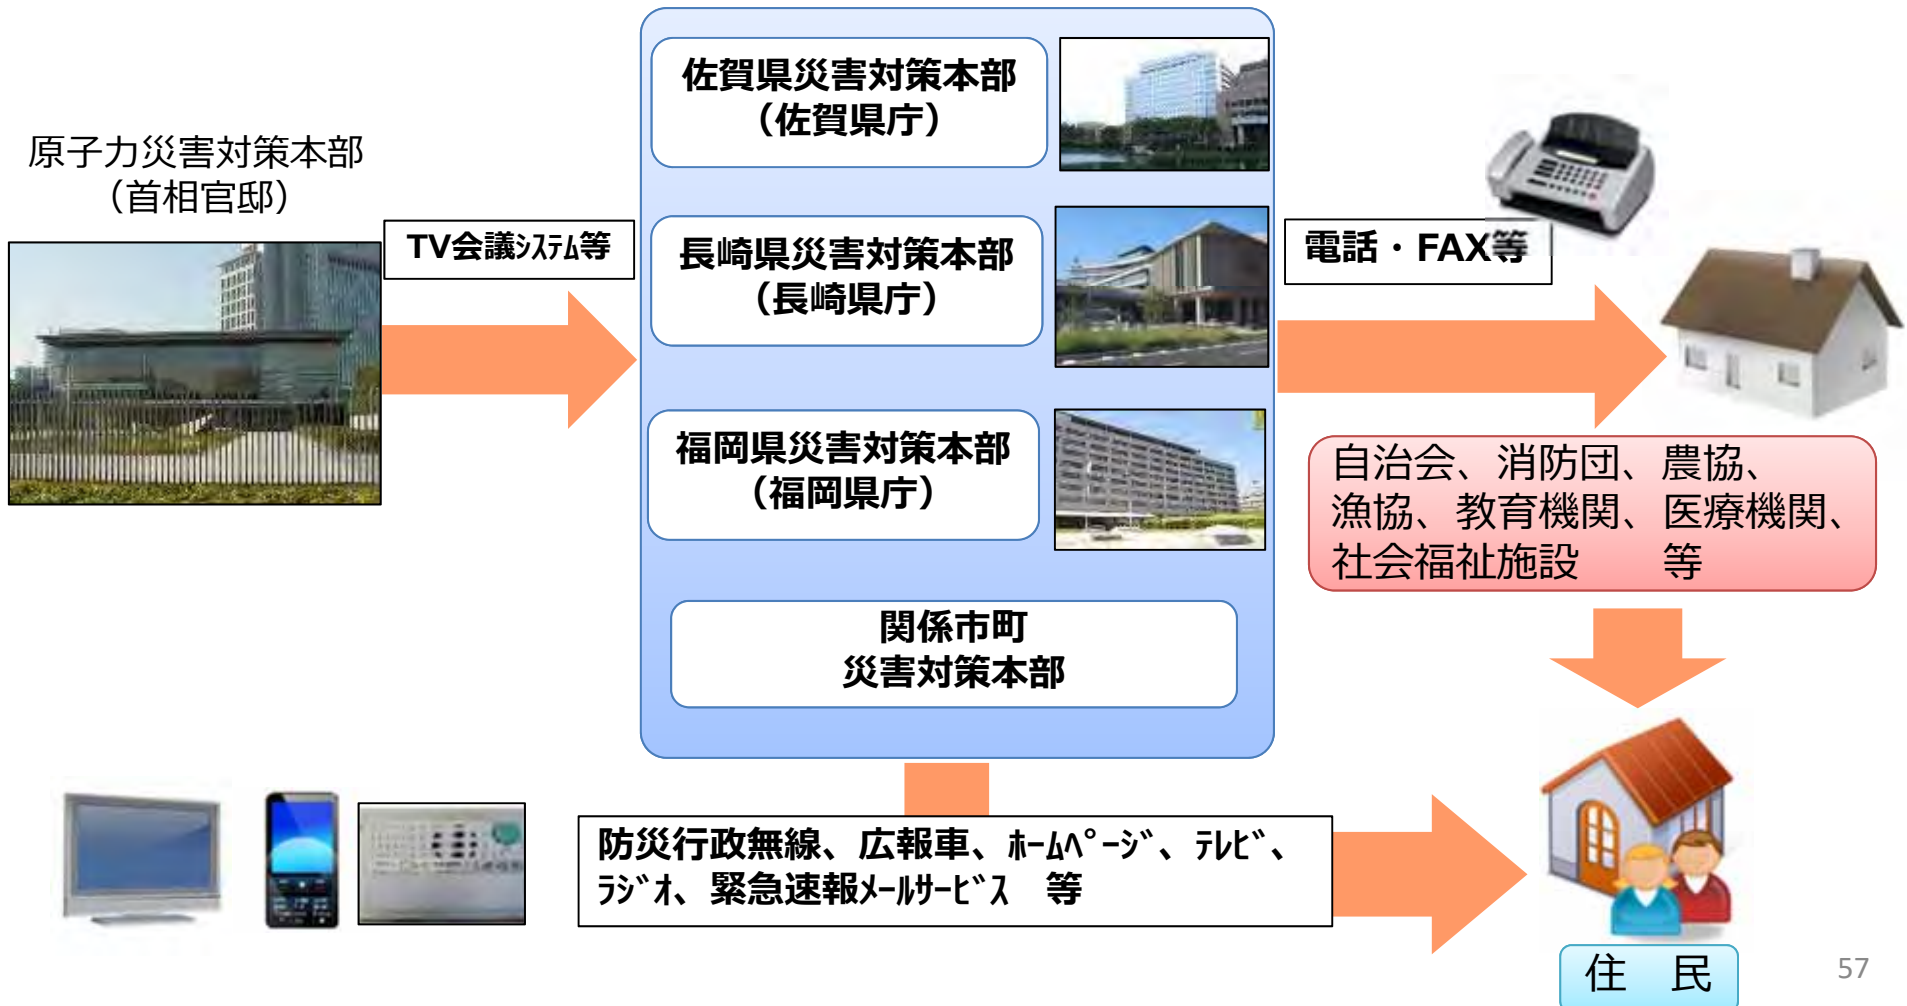 原子力災害対策本部
（首相官邸）
TV会議ｼｽﾃﾑ等
佐賀県災害対策本部
（佐賀県庁）
長崎県災害対策本部
（長崎県庁）
福岡県災害対策本部
（福岡県庁）
関係市町
災害対策本部
電話・FAX等
自治会、消防団、農協、
漁協、教育機関、医療機関、
社会福祉施設　　等
防災行政無線、広報車、ﾎｰﾑﾍﾟｰｼﾞ、ﾃﾚﾋﾞ、
ﾗｼﾞｵ、緊急速報ﾒｰﾙｻｰﾋﾞｽ　等
住　民
57